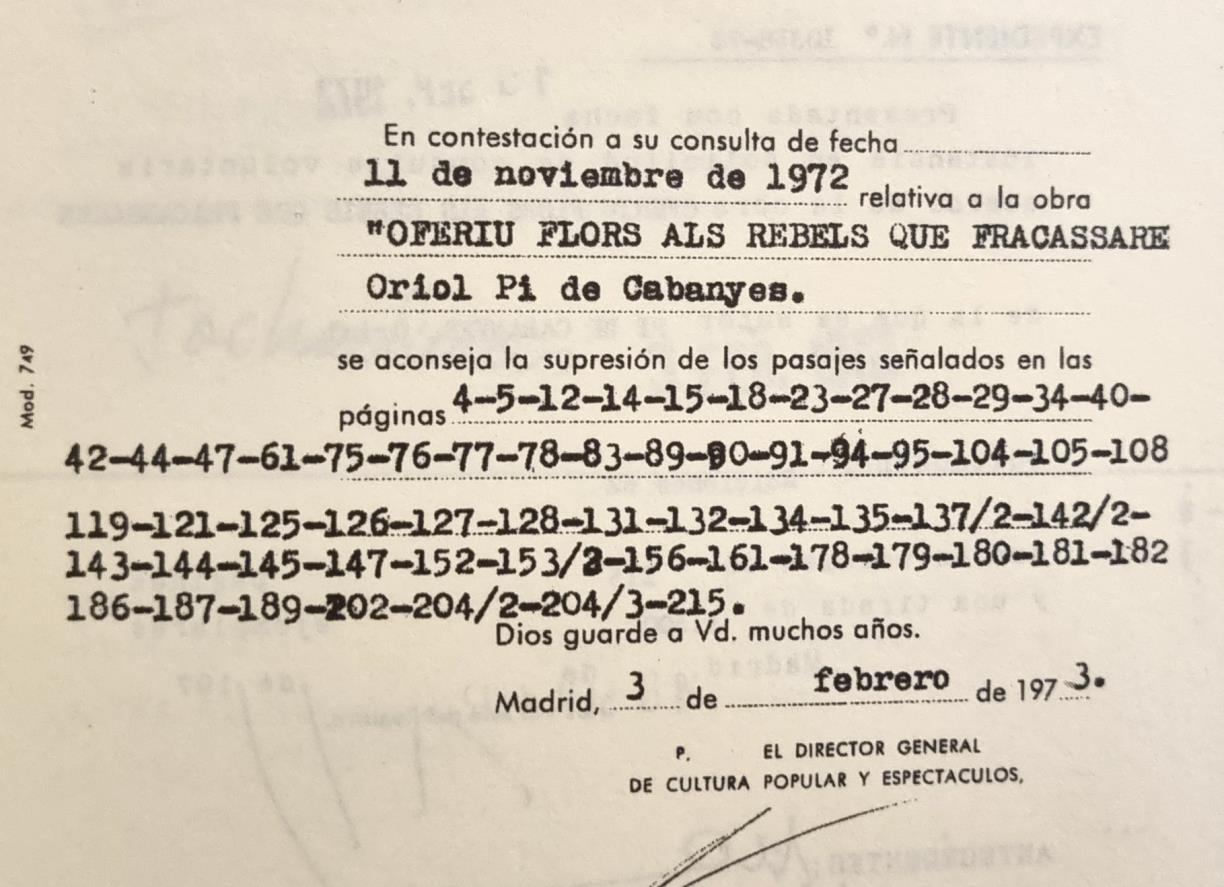 En contestación a su consulta de fecha
11 de noviembre de 1972 relativa a la obra
"OFERIU FLORS ALS REBELS QUE FRACASSARE
Oriol Pi de Cabanyes.
se aconseja la supresión de los pasajes señalados en las
páginas 4-5-12-14-15-18-23-27-28-29-34-40-
42-44-47-61-75-76-77-78-83-89-90-91-94-95-104-105-108
119-121-125-126-127-128-131-132-134-135-137/2-142/2-
143-144-145-147-152-153/2-156-161-178-179-180-181-182
186-187-189-202-204/2-204/3-215.
Dios guarde a Vd. muchos años.
Madrid, 3 de febrero de 1973.
P. EL DIRECTOR GENERAL
DE CULTURA POPULAR Y ESPECTACULOS,
Mod. 749